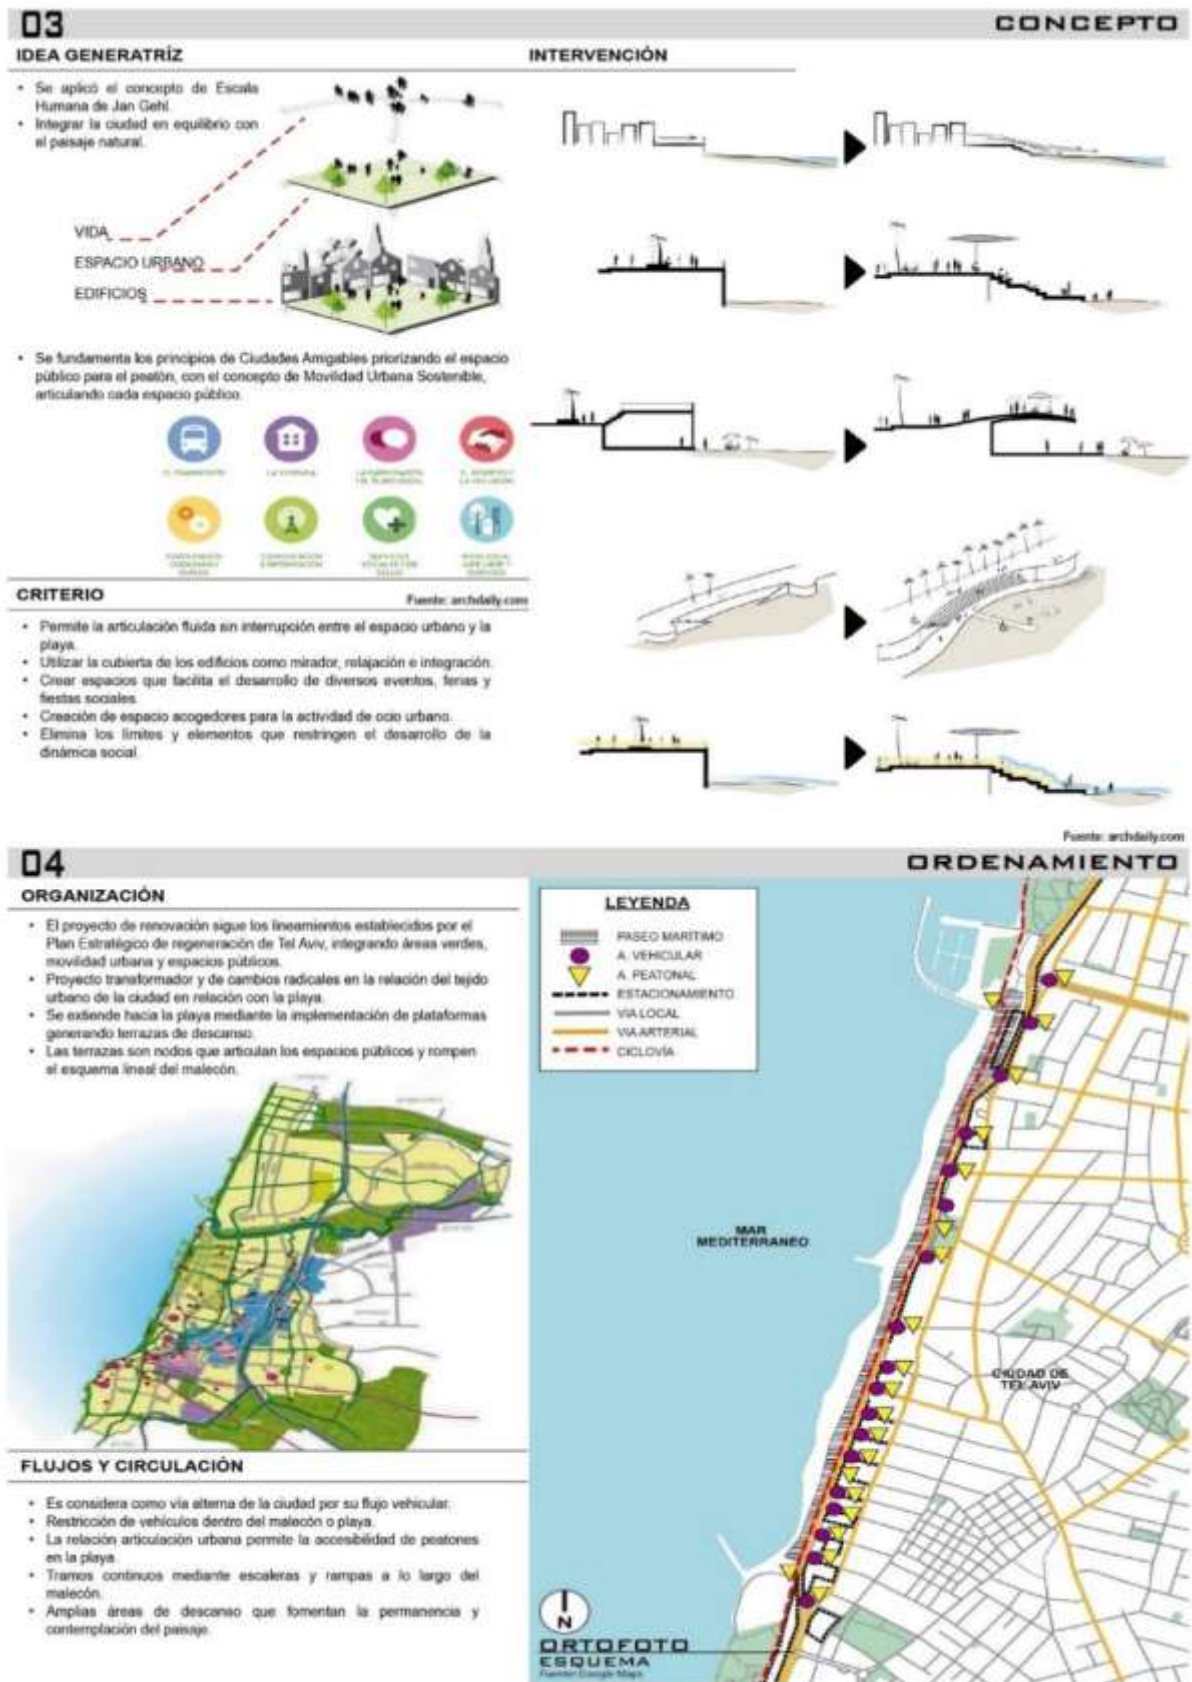 03
CONCEPTO
IDEA GENERATRÍZ
• Se aplicó el concepto de Escala
Humana de Jan Gehl.
• Integrar la ciudad en equilibrio con
el paisaje natural.
VIDA
ESPACIO URBANO
EDIFICIOS
• Se fundamenta los principios de Ciudades Amigables priorizando el espacio
público para el peatón, con el concepto de Movilidad Urbana Sostenible,
articulando cada espacio público.
CRITERIO
Fuente: archdaily.com
• Permite la articulación fluida sin interrupción entre el espacio urbano y la
playa.
• Utilizar la cubierta de los edificios como mirador, relajación e integración.
• Crear espacios que facilita el desarrollo de diversos eventos, ferias y
fiestas sociales.
• Creación de espacio acogedores para la actividad de ocio urbano.
• Elimina los límites y elementos que restringen el desarrollo de la
dinámica social.
INTERVENCIÓN
Fuente: archdaily.com
04
ORDENAMIENTO
ORGANIZACIÓN
• El proyecto de renovación sigue los lineamientos establecidos por el
Plan Estratégico de regeneración de Tel Aviv, integrando áreas verdes,
movilidad urbana y espacios públicos.
• Proyecto transformador y de cambios radicales en la relación del tejido
urbano de la ciudad en relación con la playa.
• Se extiende hacia la playa mediante la implementación de plataformas
generando terrazas de descanso.
• Las terrazas son nodos que articulan los espacios públicos y rompen
el esquema lineal del malecón.
FLUJOS Y CIRCULACIÓN
• Es considera como vía alterna de la ciudad por su flujo vehicular.
• Restricción de vehículos dentro del malecón o playa.
• La relación articulación urbana permite la accesibilidad de peatones
en la playa
• Tramos continuos mediante escaleras y rampas a lo largo del
malecón.
• Amplias áreas de descanso que fomentan la permanencia y
contemplación del paisaje.
LEYENDA
PASEO MARÍTIMO
A. VEHICULAR
A. PEATONAL
ESTACIONAMIENTO
VIA LOCAL
VIA ARTERIAL
CICLOVÍA
MAR
MEDITERRANEO
CIUDAD DE
TEL AVIV
N
ORTOFOTO
ESQUEMA
Fuente: Google Maps